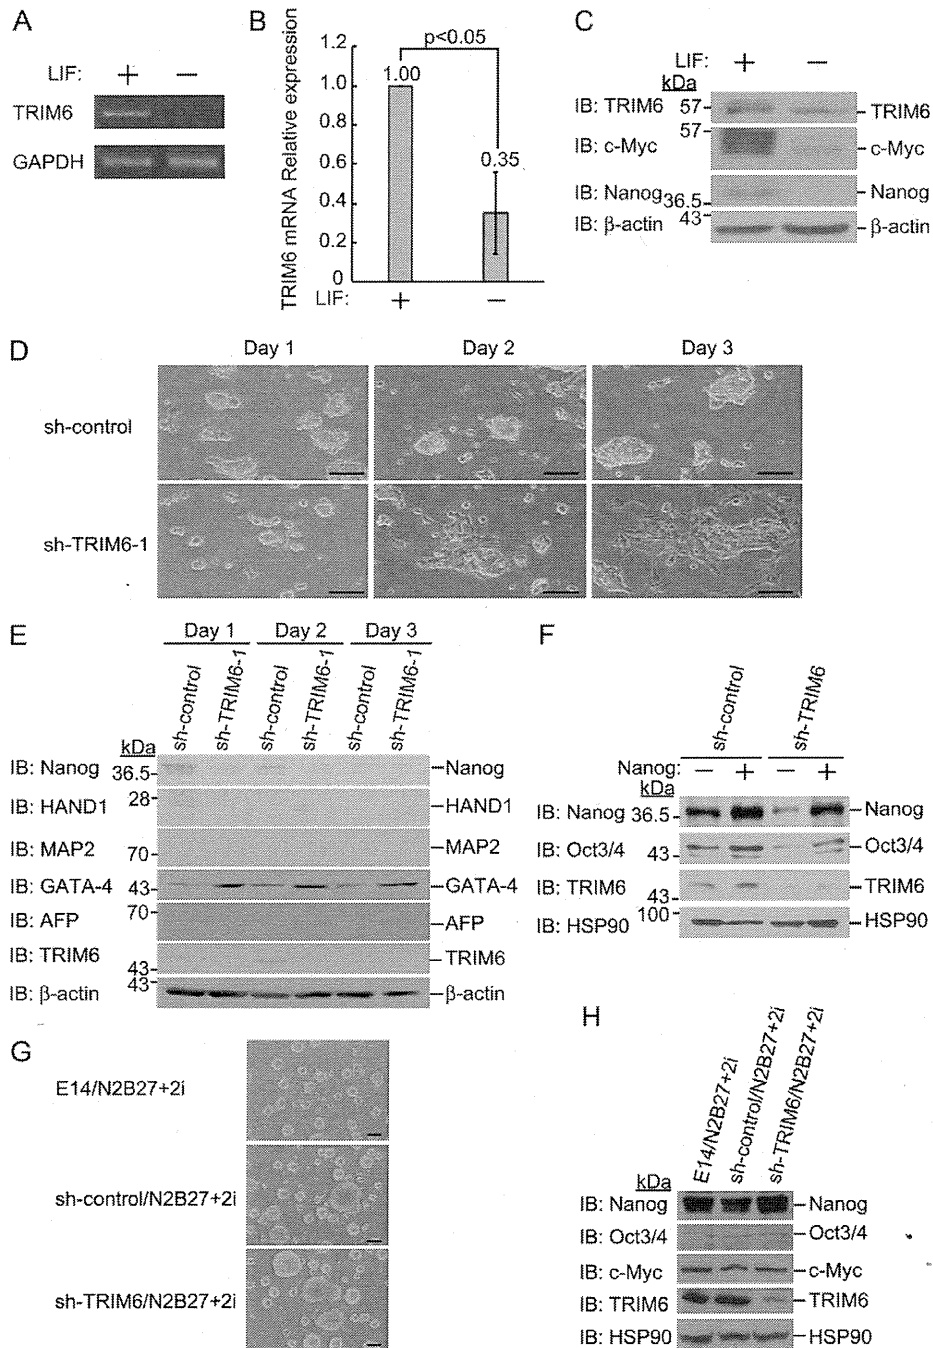 A
LIF: + −
TRIM6
GAPDH
B
TRIM6 mRNA Relative expression
1.2
1.0
0.8
0.6
0.4
0.2
0
p<0.05
1.00
0.35
LIF: + −
C
LIF: + −
kDa
IB: TRIM6 57 TRIM6
57
IB: c-Myc c-Myc
IB: Nanog 36.5 Nanog
IB: β-actin 43 β-actin
D
Day 1 Day 2 Day 3
sh-control
sh-TRIM6-1
E
Day 1 Day 2 Day 3
sh-control sh-TRIM6-1 sh-control sh-TRIM6-1 sh-control sh-TRIM6-1
kDa
IB: Nanog 36.5 Nanog
IB: HAND1 28 HAND1
IB: MAP2 70 MAP2
IB: GATA-4 43 GATA-4
IB: AFP 70 AFP
IB: TRIM6 43 TRIM6
IB: β-actin 43 β-actin
F
sh-control sh-TRIM6
Nanog: − + − +
kDa
IB: Nanog 36.5 Nanog
IB: Oct3/4 43 Oct3/4
IB: TRIM6 43 TRIM6
IB: HSP90 100 HSP90
G
E14/N2B27+2i
sh-control/N2B27+2i
sh-TRIM6/N2B27+2i
H
E14/N2B27+2i sh-control/N2B27+2i sh-TRIM6/N2B27+2i
kDa
IB: Nanog Nanog
IB: Oct3/4 Oct3/4
IB: c-Myc c-Myc
IB: TRIM6 TRIM6
IB: HSP90 HSP90